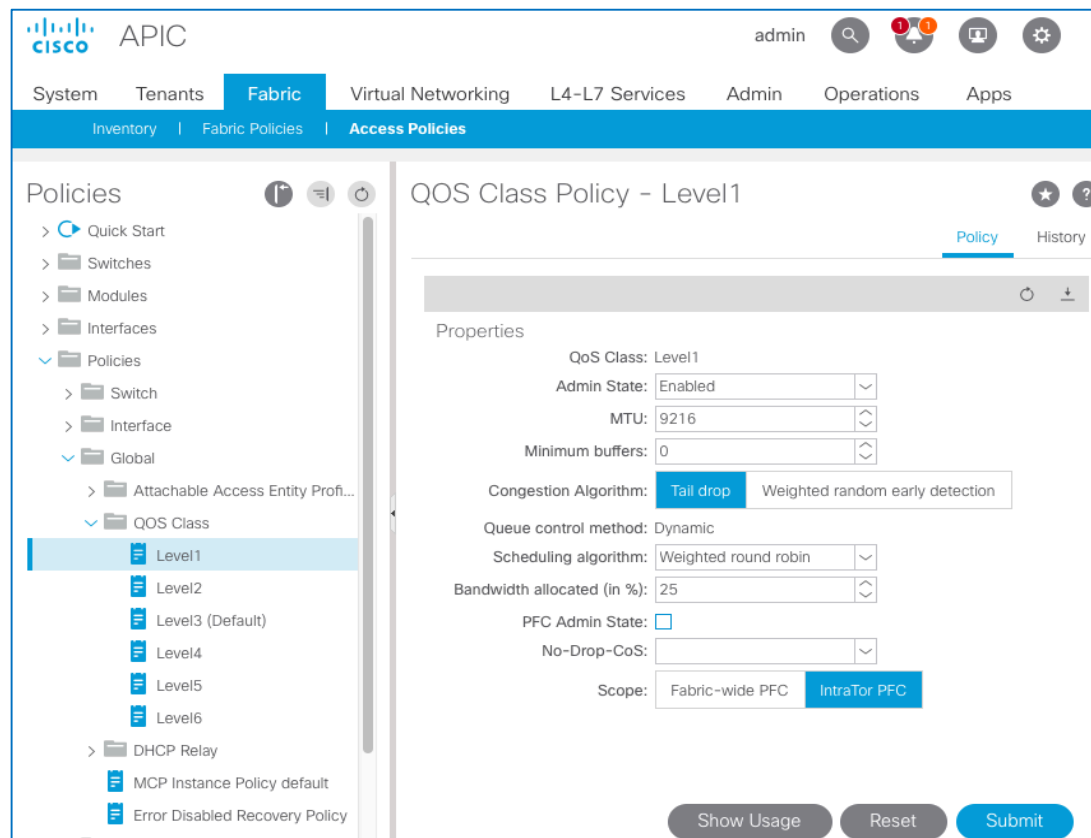 CISCO APIC admin 1 1
System Tenants Fabric Virtual Networking L4-L7 Services Admin Operations Apps
Inventory | Fabric Policies | Access Policies
Policies
Quick Start
Switches
Modules
Interfaces
Policies
Switch
Interface
Global
Attachable Access Entity Profi...
QOS Class
Level1
Level2
Level3 (Default)
Level4
Level5
Level6
DHCP Relay
MCP Instance Policy default
Error Disabled Recovery Policy
QOS Class Policy - Level1
?
Policy History
Properties
QoS Class: Level1
Admin State: Enabled
MTU: 9216
Minimum buffers: 0
Congestion Algorithm: Tail drop Weighted random early detection
Queue control method: Dynamic
Scheduling algorithm: Weighted round robin
Bandwidth allocated (in %): 25
PFC Admin State:
No-Drop-CoS:
Scope: Fabric-wide PFC IntraTor PFC
Show Usage Reset Submit